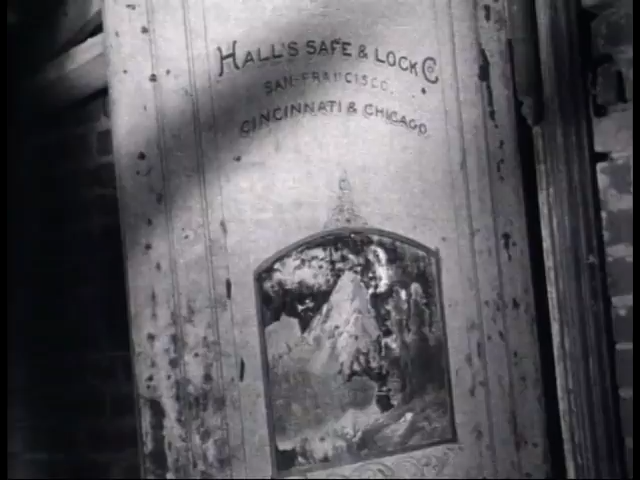 HALL'S SAFE & LOCK Co
SAN-FRANCISCO,
CINCINNATI & CHICAGO